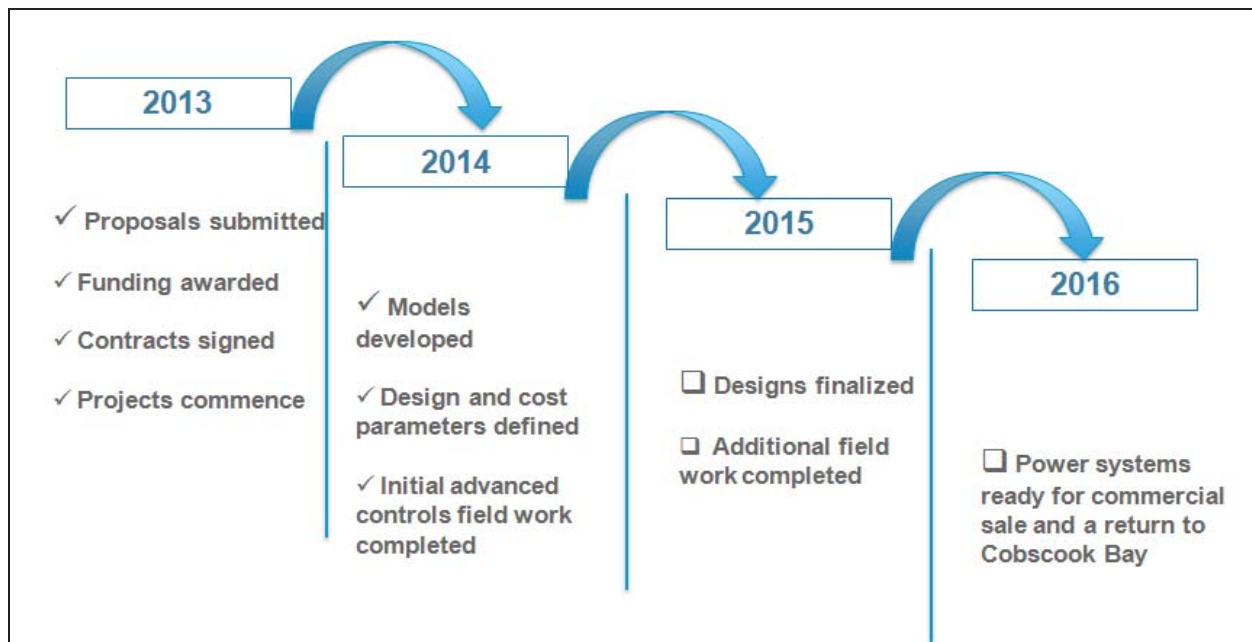 2013
✓ Proposals submitted
✓ Funding awarded
✓ Contracts signed
✓ Projects commence
2014
✓ Models
developed
✓ Design and cost
parameters defined
✓ Initial advanced
controls field work
completed
2015
❑ Designs finalized
❑ Additional field
work completed
2016
❑ Power systems
ready for commercial
sale and a return to
Cobscook Bay